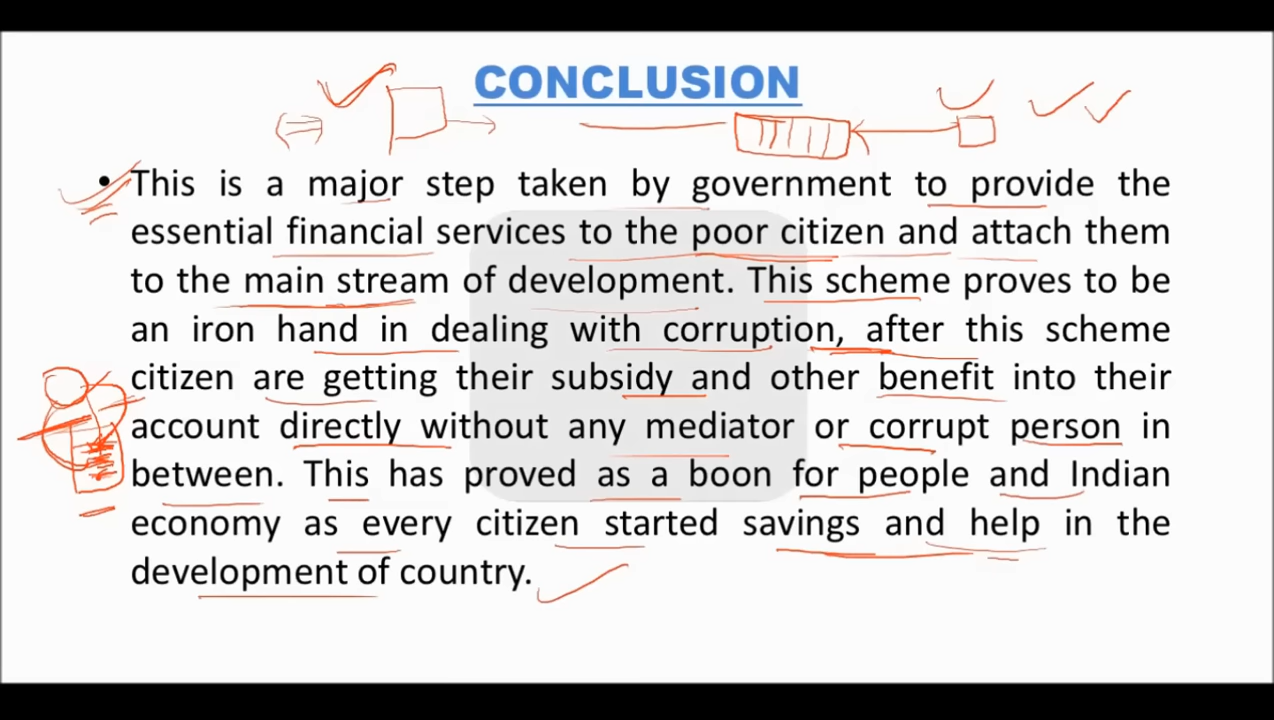 CONCLUSION
• This is a major step taken by government to provide the
essential financial services to the poor citizen and attach them
to the main stream of development. This scheme proves to be
an iron hand in dealing with corruption, after this scheme
citizen are getting their subsidy and other benefit into their
account directly without any mediator or corrupt person in
between. This has proved as a boon for people and Indian
economy as every citizen started savings and help in the
development of country.